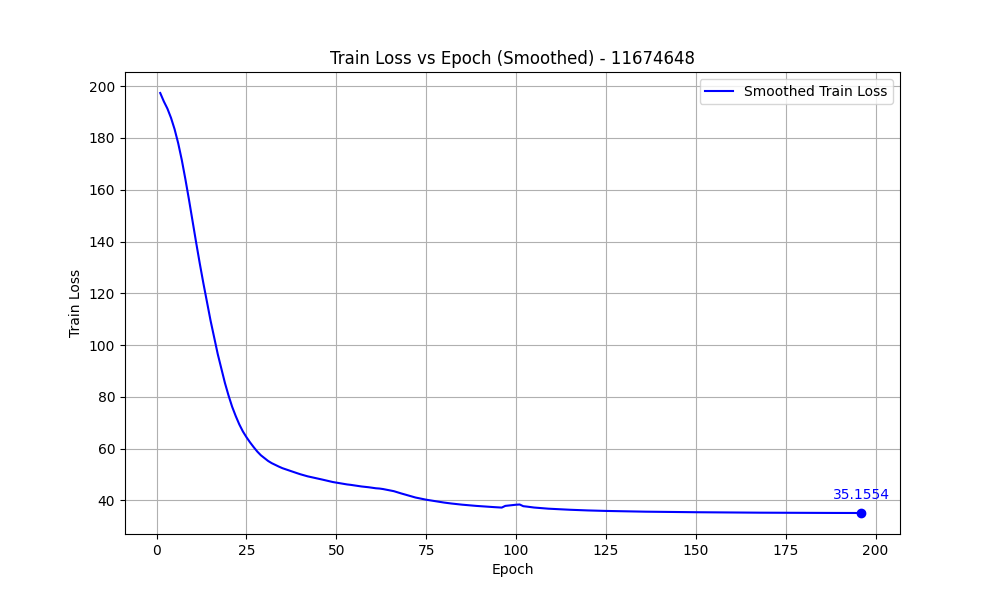 Train Loss vs Epoch (Smoothed) - 11674648
Smoothed Train Loss
Train Loss
200
180
160
140
120
100
80
60
40
35.1554
0 25 50 75 100 125 150 175 200
Epoch